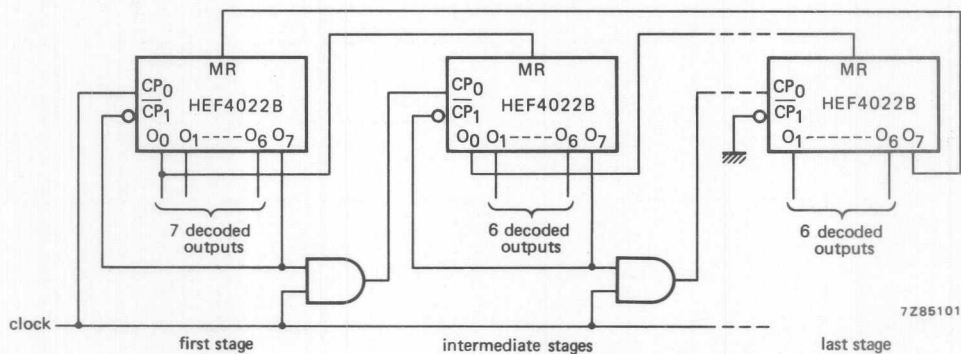 MR MR MR
CP0 HEF4022B CP0 HEF4022B CP0 HEF4022B
CP1 CP1 CP1
O0 O1 ----- O6 O7 O0 O1 ----- O6 O7 O1 -------- O6 O7
7 decoded outputs
6 decoded outputs
6 decoded outputs
clock
7Z85101
first stage intermediate stages last stage